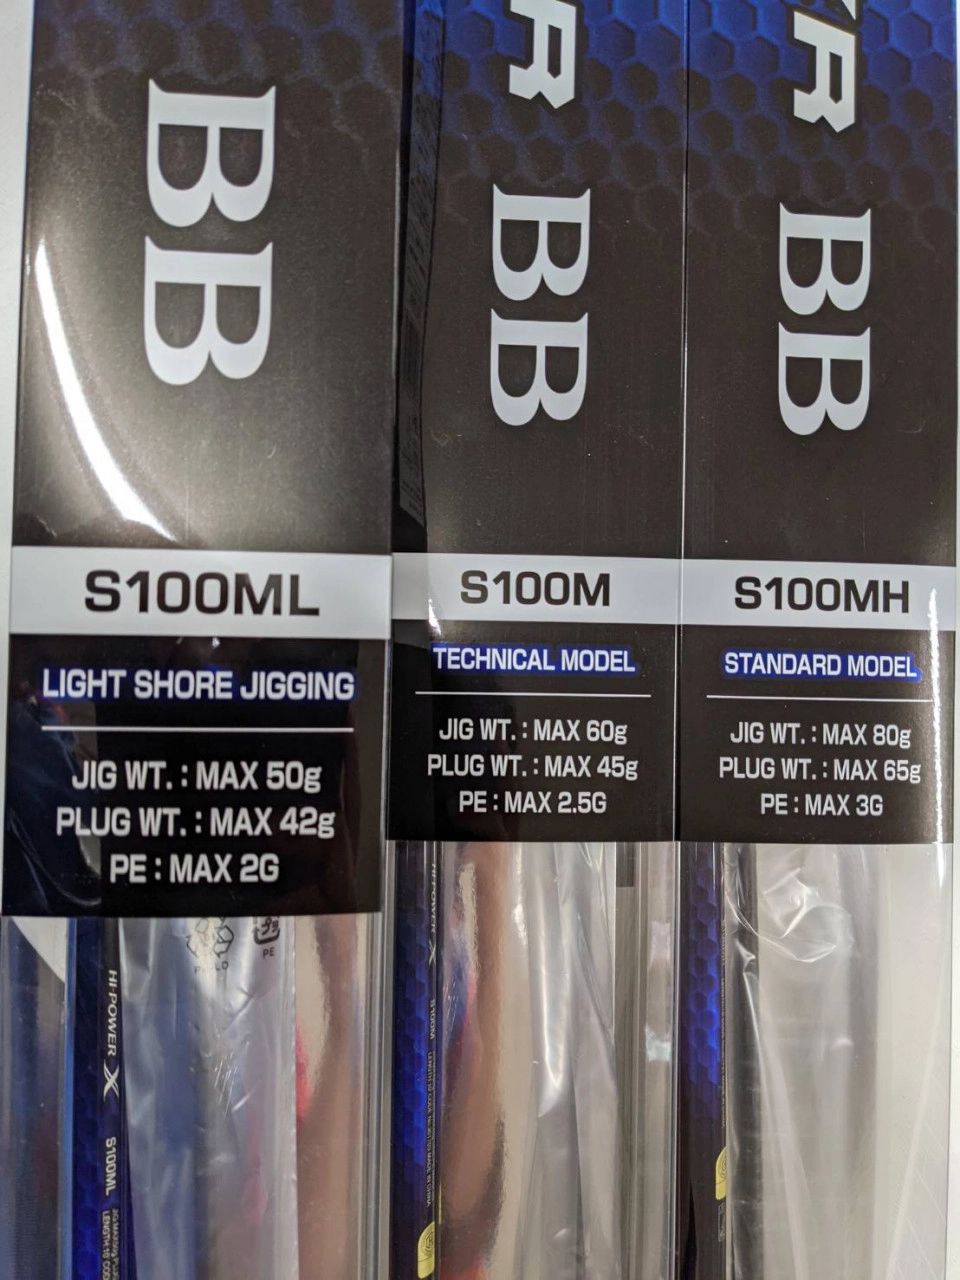 BB
S100ML
LIGHT SHORE JIGGING
JIG WT. : MAX 50g
PLUG WT. : MAX 42g
PE : MAX 2G
PE
HI-POWER X S100ML
R BB
S100M
TECHNICAL MODEL
JIG WT. : MAX 60g
PLUG WT. : MAX 45g
PE : MAX 2.5G
HI-POWER X S100M
R BB
S100MH
STANDARD MODEL
JIG WT. : MAX 80g
PLUG WT. : MAX 65g
PE : MAX 3G